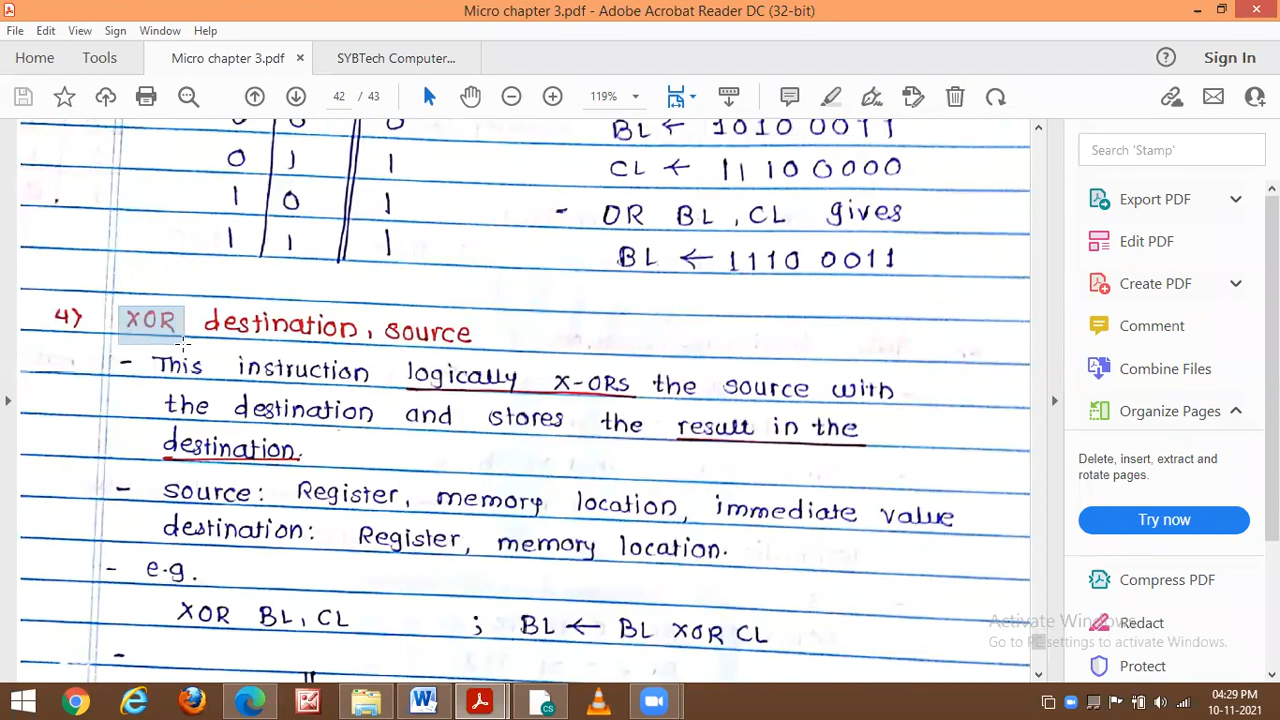 Micro chapter 3.pdf - Adobe Acrobat Reader DC (32-bit)
File Edit View Sign Window Help
Home Tools Micro chapter 3.pdf × SYBTech Computer... Sign In
42 / 43 119%
0 0 0
BL ← 1010 0011
0 1 1
CL ← 1110 0000
1 0 1
- OR BL, CL gives
1 1 1
BL ← 1110 0011
4) XOR destination, source
- This instruction logically X-ORs the source with
the destination and stores the result in the
destination.
- source: Register, memory location, immediate value
destination: Register, memory location.
- e.g.
XOR BL, CL ; BL ← BL XOR CL
-
Search 'Stamp'
Export PDF
Edit PDF
Create PDF
Comment
Combine Files
Organize Pages
Delete, insert, extract and
rotate pages.
Try now
Compress PDF
Redact
Protect
Activate Windows
Go to PC settings to activate Windows.
04:29 PM
10-11-2021